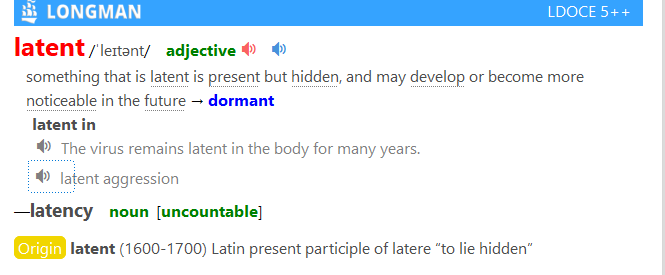 LONGMAN LDOCE 5++
latent /ˈleɪtənt/ adjective
something that is latent is present but hidden, and may develop or become more
noticeable in the future → dormant
latent in
The virus remains latent in the body for many years.
latent aggression
—latency noun [uncountable]
Origin latent (1600-1700) Latin present participle of latere “to lie hidden”